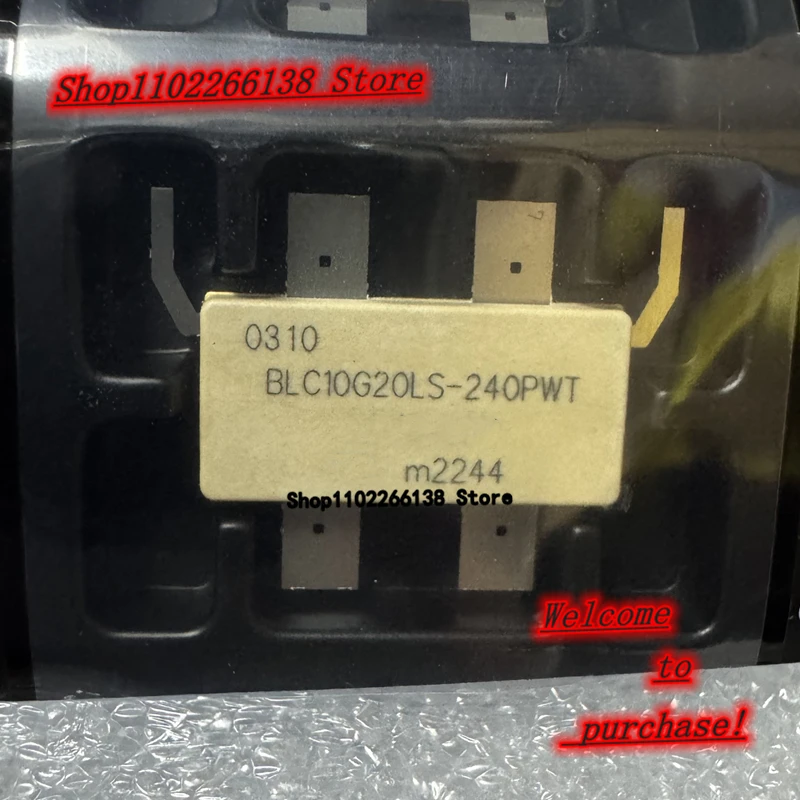 Shop1102266138 Store
0310
BLC10G20LS-240PWT
m2244
Shop1102266138 Store
Welcome
to
purchase!